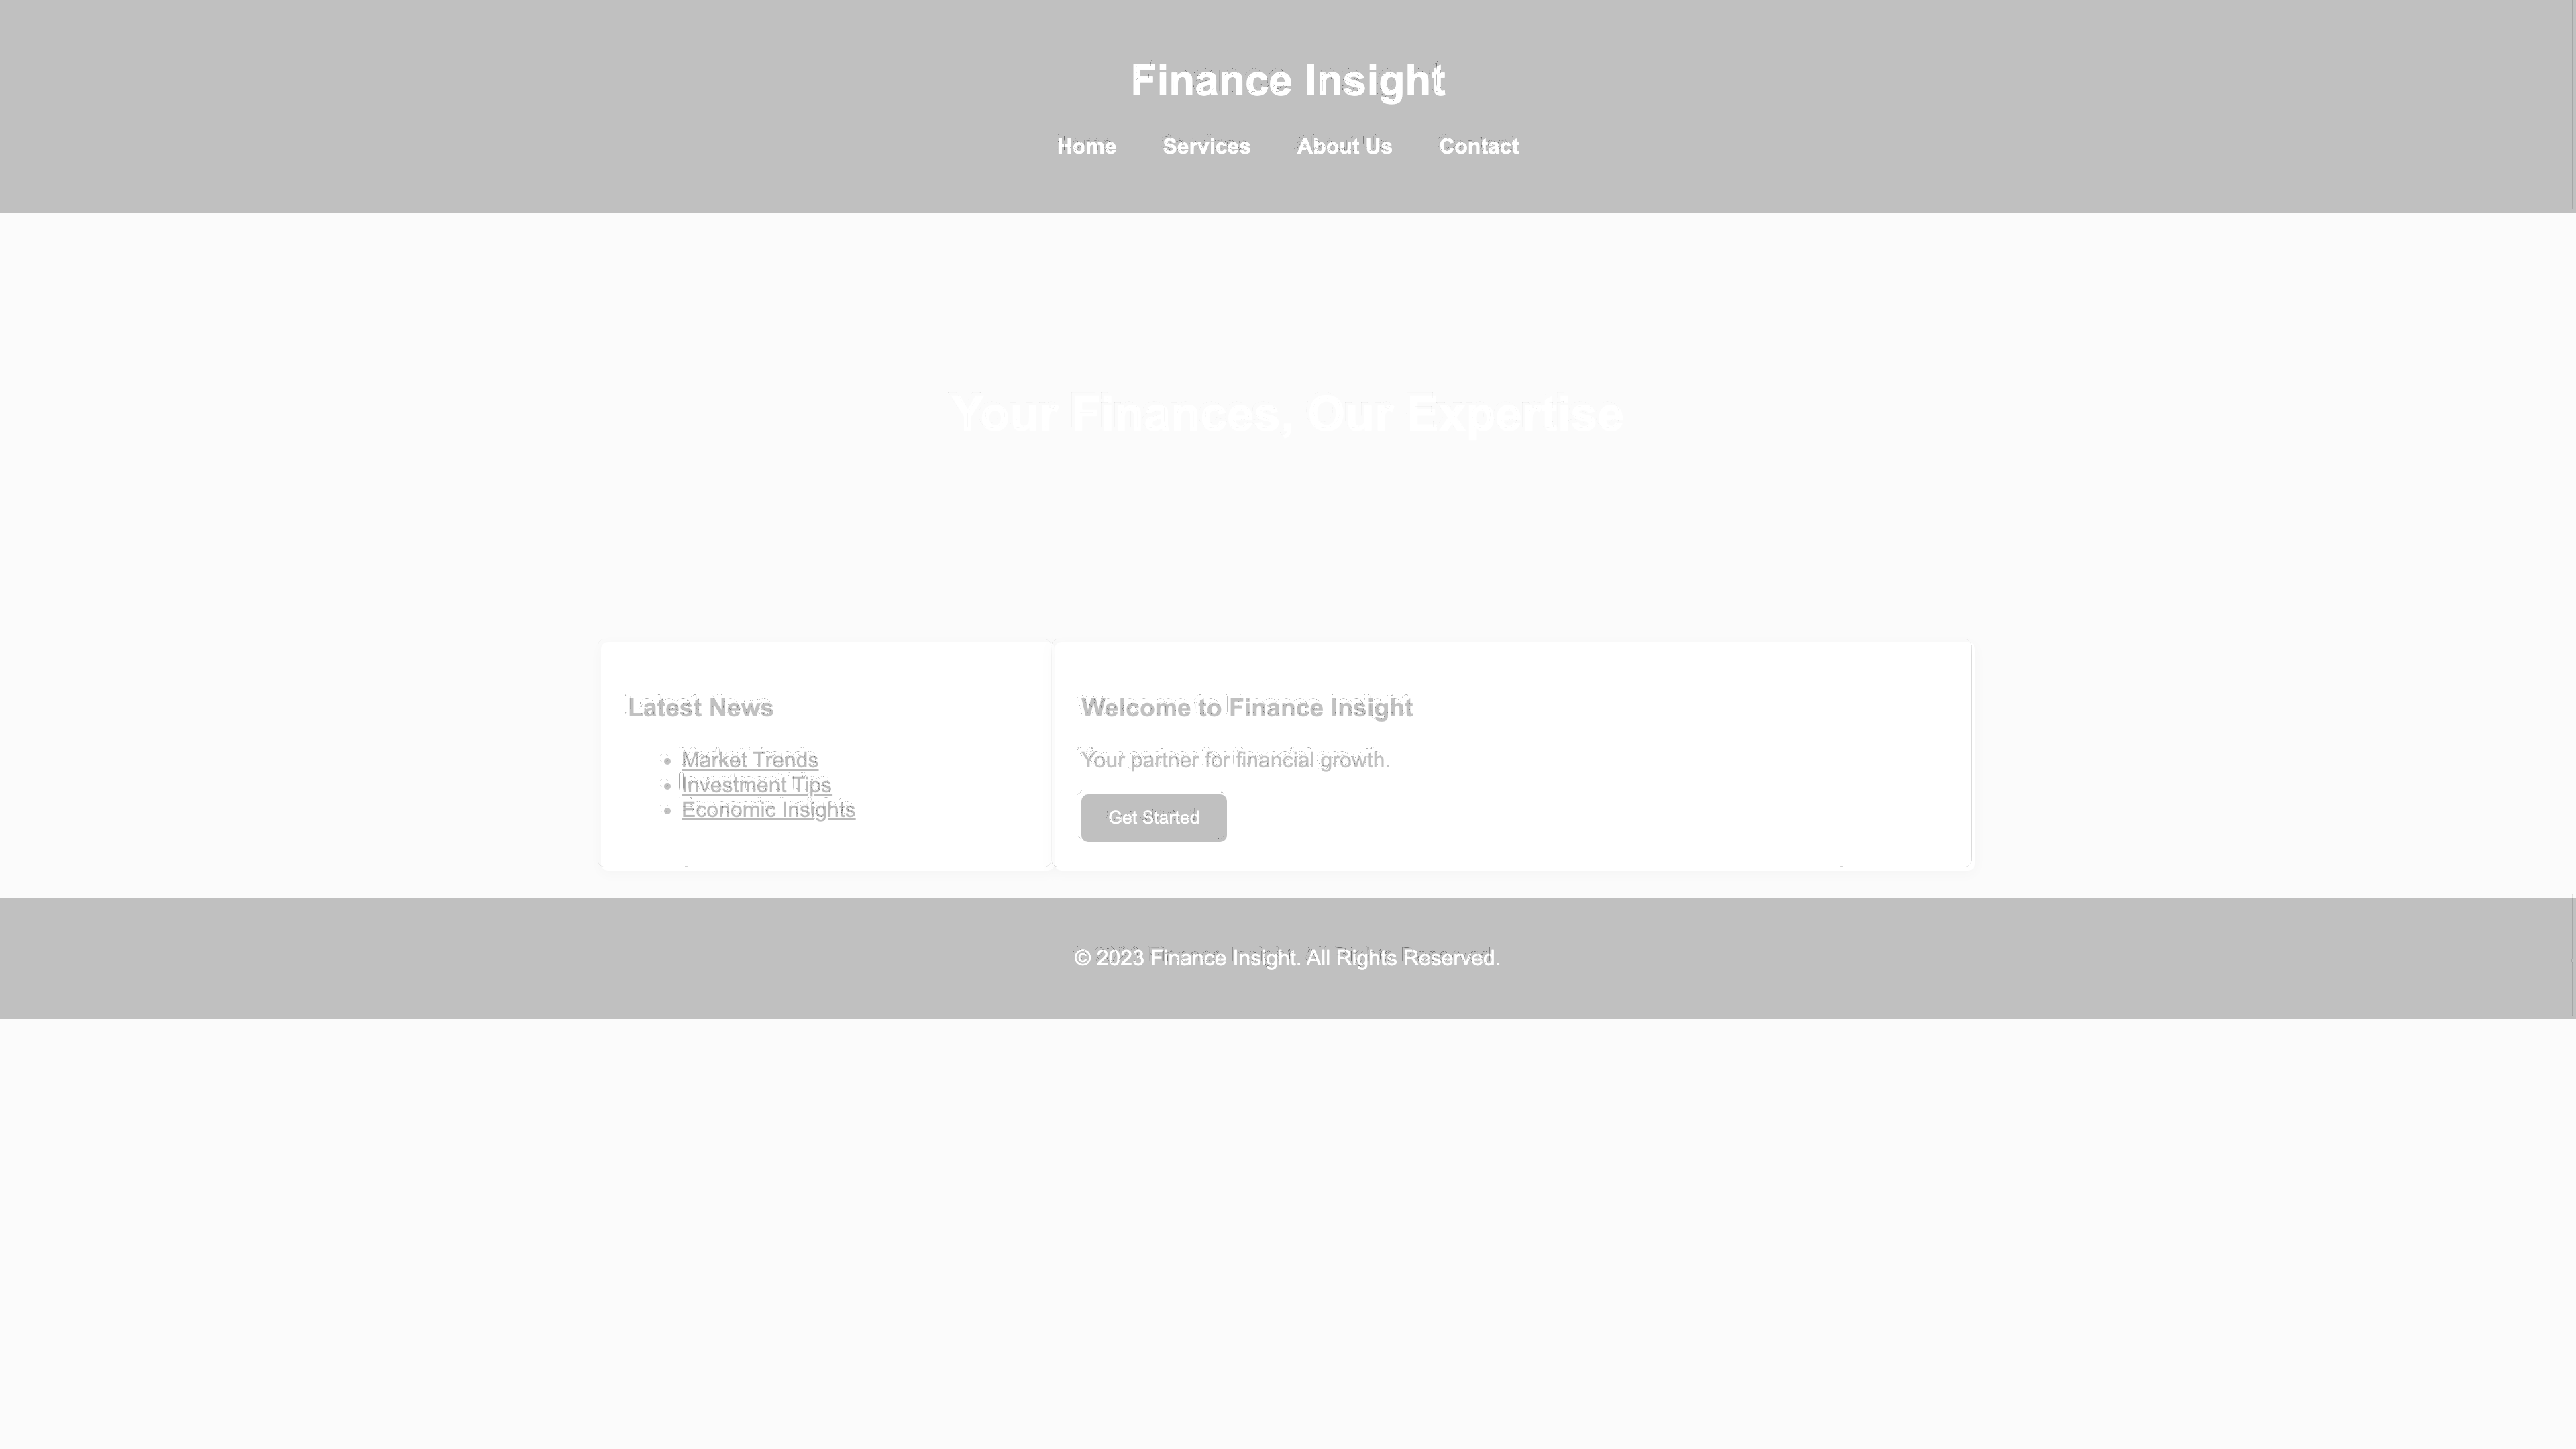 Finance Insight
Home Services About Us Contact
Your Finances, Our Expertise
Latest News
Market Trends
Investment Tips
Economic Insights
Welcome to Finance Insight
Your partner for financial growth.
Get Started
© 2023 Finance Insight. All Rights Reserved.